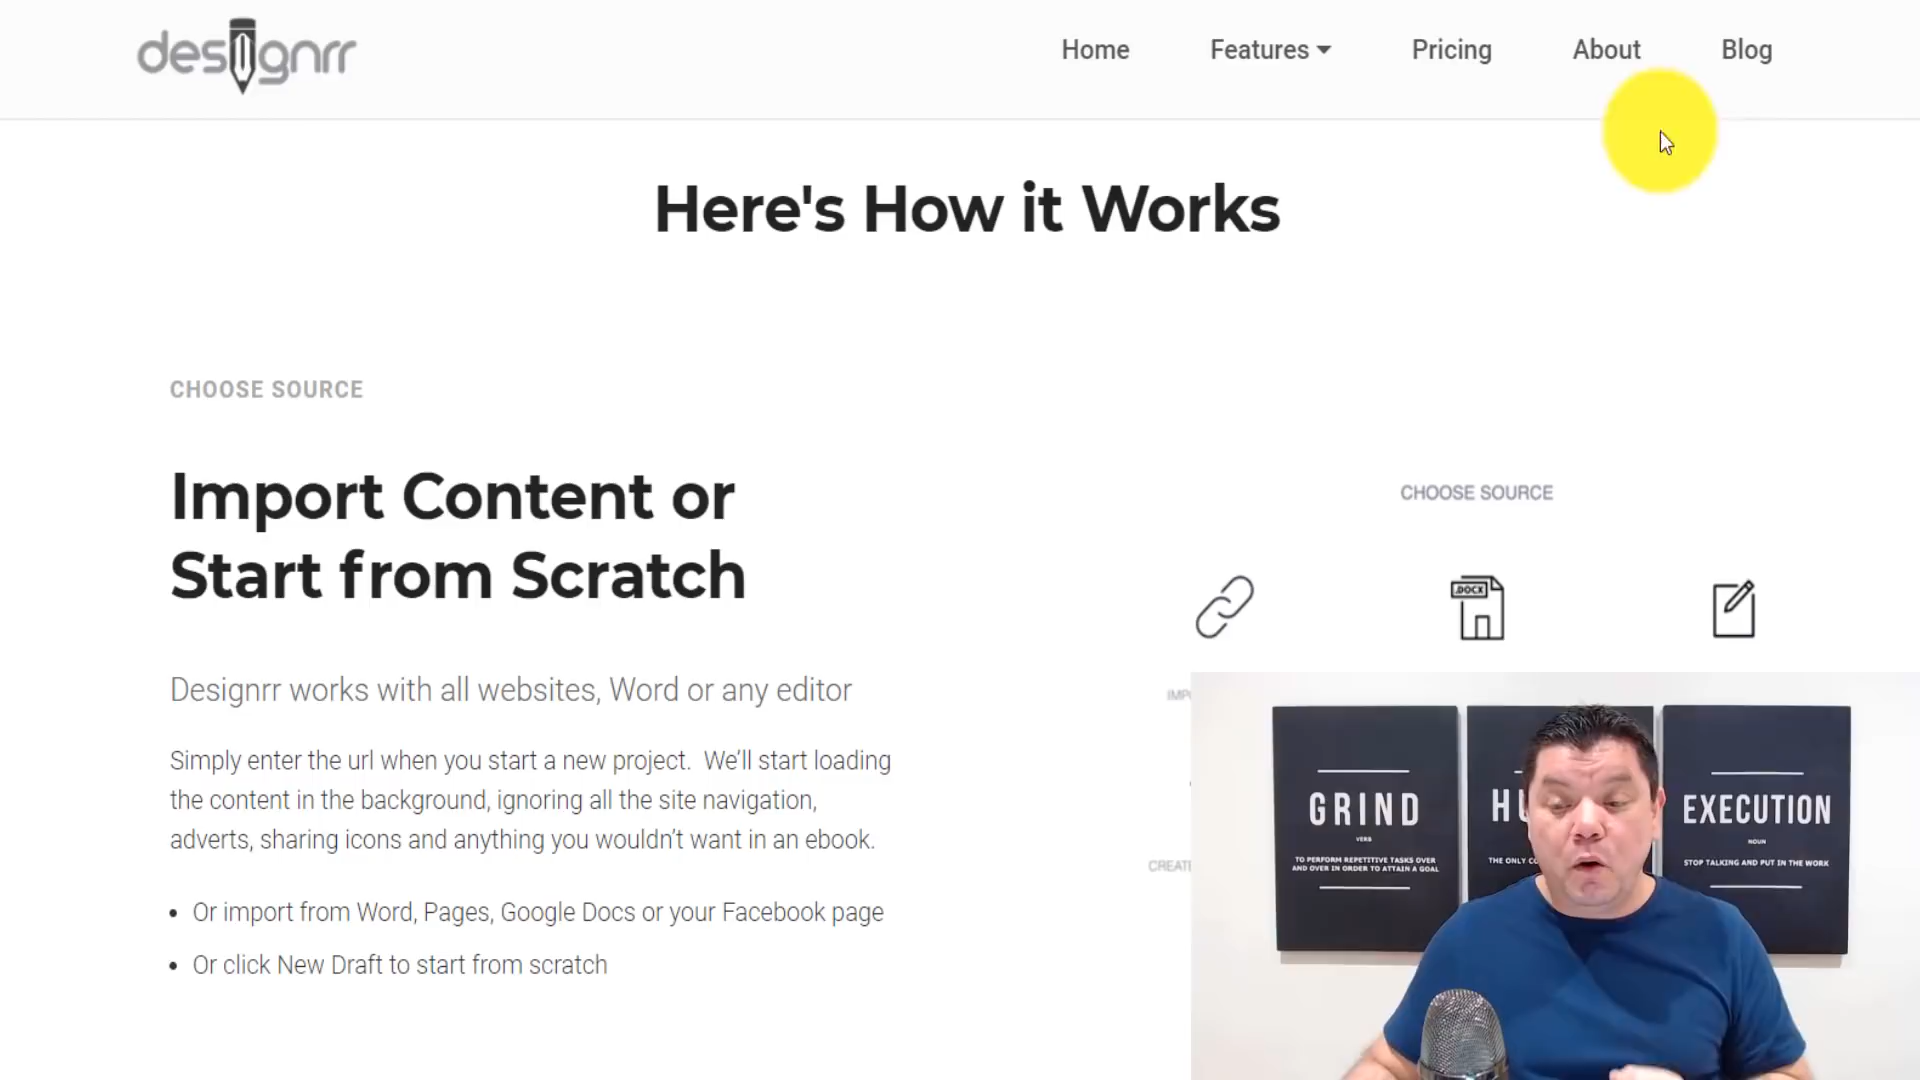 designrr
Home Features Pricing About Blog
Here's How it Works
CHOOSE SOURCE
Import Content or
Start from Scratch
Designrr works with all websites, Word or any editor
Simply enter the url when you start a new project. We'll start loading
the content in the background, ignoring all the site navigation,
adverts, sharing icons and anything you wouldn't want in an ebook.
• Or import from Word, Pages, Google Docs or your Facebook page
• Or click New Draft to start from scratch
CHOOSE SOURCE
.DOCX
GRIND
VERB
TO PERFORM REPETITIVE TASKS OVER
AND OVER IN ORDER TO ATTAIN A GOAL
THE ONLY
EXECUTION
NOUN
STOP TALKING AND PUT IN THE WORK